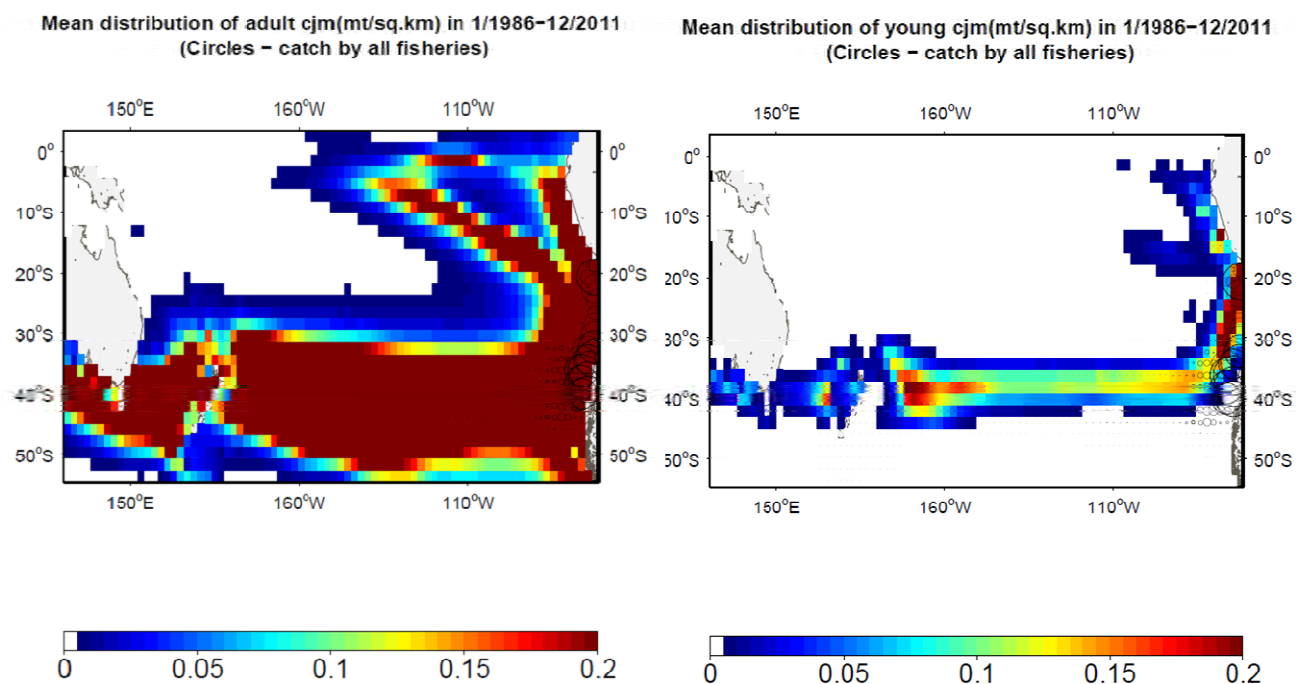 Mean distribution of adult cjm(mt/sq.km) in 1/1986−12/2011
(Circles − catch by all fisheries)
150°E 160°W 110°W
0° 0°
10°S 10°S
20°S 20°S
30°S 30°S
40°S 40°S
50°S 50°S
150°E 160°W 110°W
0 0.05 0.1 0.15 0.2
Mean distribution of young cjm(mt/sq.km) in 1/1986−12/2011
(Circles − catch by all fisheries)
150°E 160°W 110°W
0° 0°
10°S 10°S
20°S 20°S
30°S 30°S
40°S 40°S
50°S 50°S
150°E 160°W 110°W
0 0.05 0.1 0.15 0.2